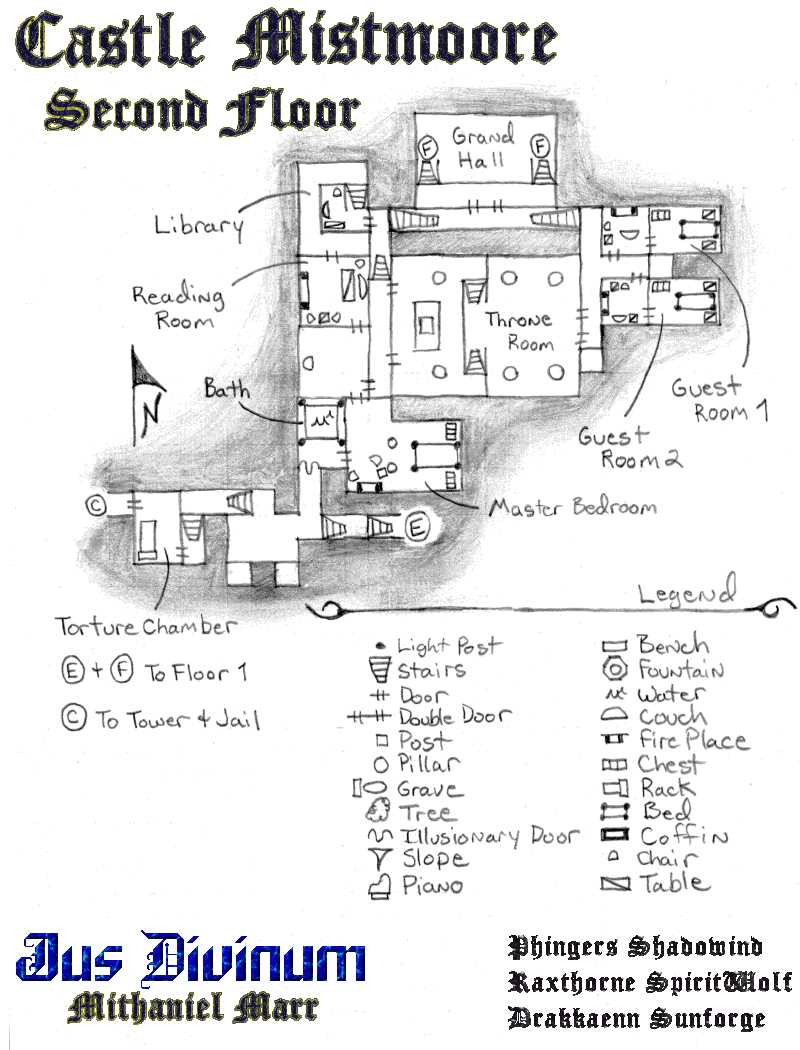 Castle Mistmoore
Second Floor
Grand
Hall
F
F
Library
Reading
Room
Throne
Room
Bath
N
Guest
Room 1
Guest
Room 2
Master Bedroom
C
E
Torture Chamber
E + F To Floor 1
C To Tower & Jail
Legend
Light Post
Stairs
Door
Double Door
Post
Pillar
Grave
Tree
Illusionary Door
Slope
Piano
Bench
Fountain
Water
Couch
Fire Place
Chest
Rack
Bed
Coffin
Chair
Table
Jus Divinum
Mithaniel Marr
Phingers Shadowind
Raxthorne SpiritWolf
Drakkaenn Sunforge